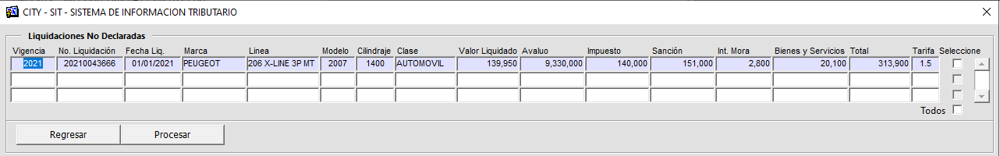 CITY - SIT - SISTEMA DE INFORMACION TRIBUTARIO
Liquidaciones No Declaradas
Vigencia No. Liquidación Fecha Liq. Marca Linea Modelo Cilindraje Clase Valor Liquidado Avaluo Impuesto Sanción Int. Mora Bienes y Servicios Total Tarifa Seleccione
2021 20210043666 01/01/2021 PEUGEOT 206 X-LINE 3P MT 2007 1400 AUTOMOVIL 139,950 9,330,000 140,000 151,000 2,800 20,100 313,900 1.5
Todos
Regresar Procesar